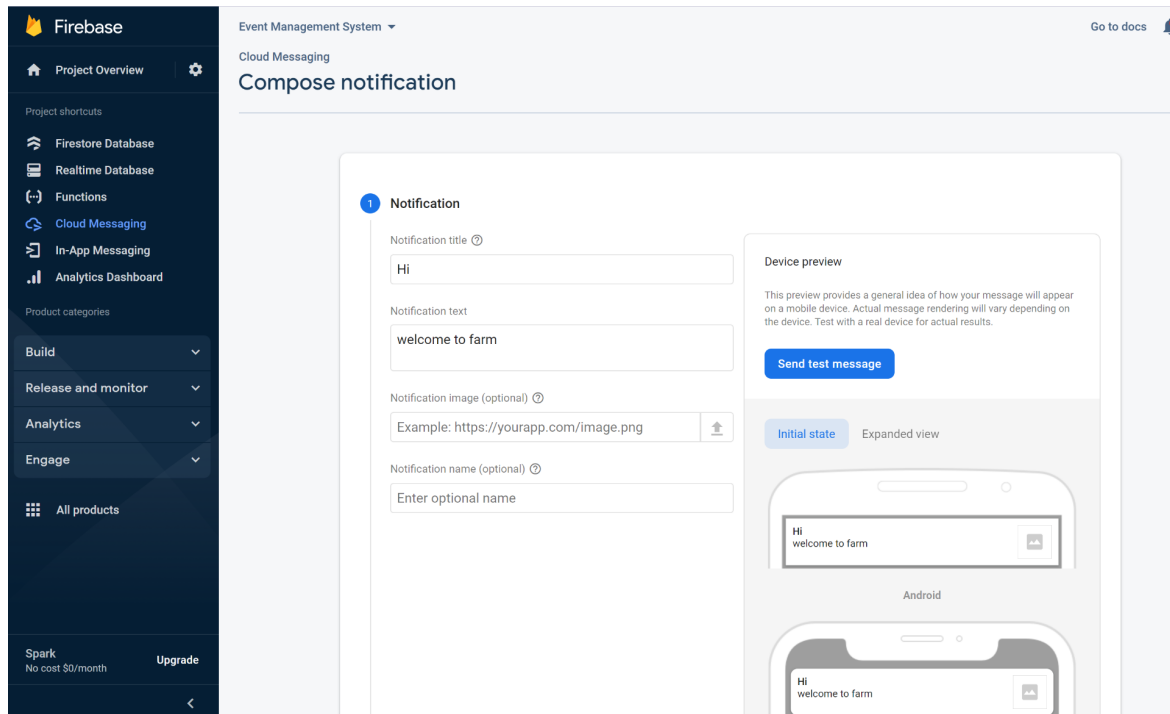 Firebase
Event Management System
Go to docs
Project Overview
Cloud Messaging
Compose notification
Project shortcuts
Firestore Database
Realtime Database
Functions
Cloud Messaging
In-App Messaging
Analytics Dashboard
Product categories
Build
Release and monitor
Analytics
Engage
All products
Spark
No cost $0/month
Upgrade
1 Notification
Notification title
Hi
Notification text
welcome to farm
Notification image (optional)
Example: https://yourapp.com/image.png
Notification name (optional)
Enter optional name
Device preview
This preview provides a general idea of how your message will appear
on a mobile device. Actual message rendering will vary depending on
the device. Test with a real device for actual results.
Send test message
Initial state
Expanded view
Hi
welcome to farm
Android
Hi
welcome to farm